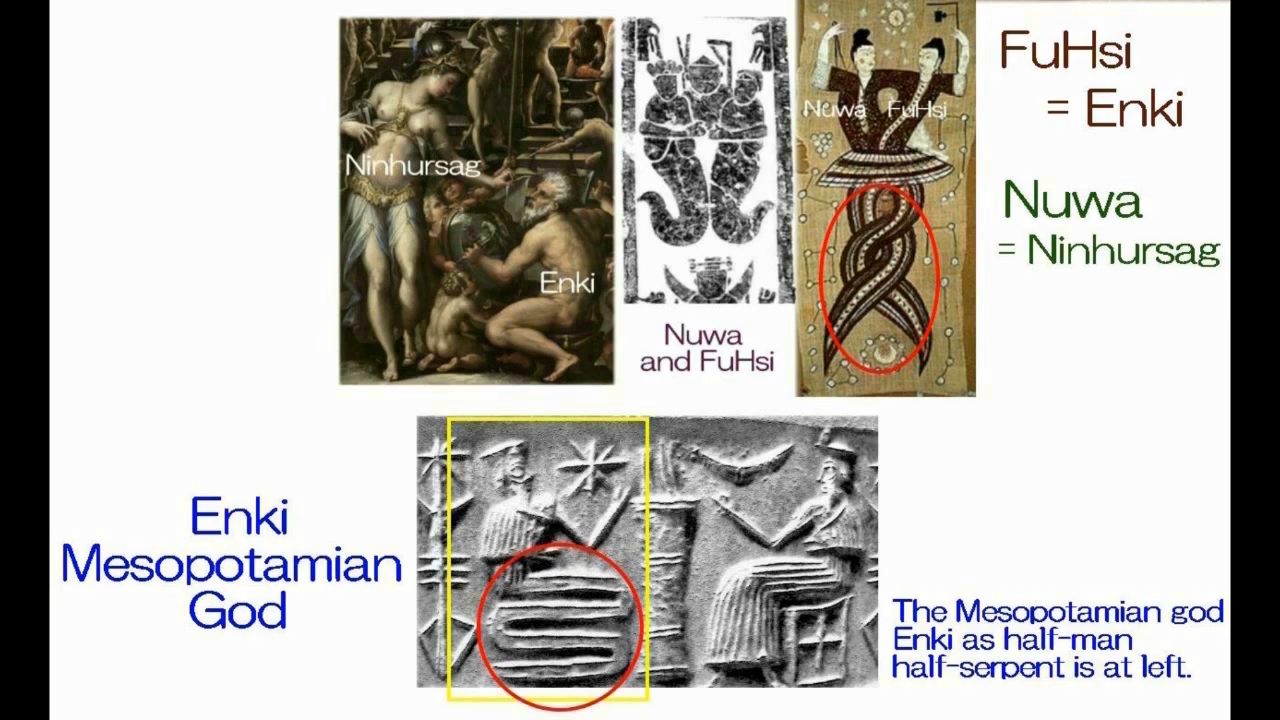 Ninhursag
Enki
Nuwa
and FuHsi
Nuwa FuHsi
FuHsi
= Enki
Nuwa
= Ninhursag
Enki
Mesopotamian
God
The Mesopotamian god
Enki as half-man
half-serpent is at left.